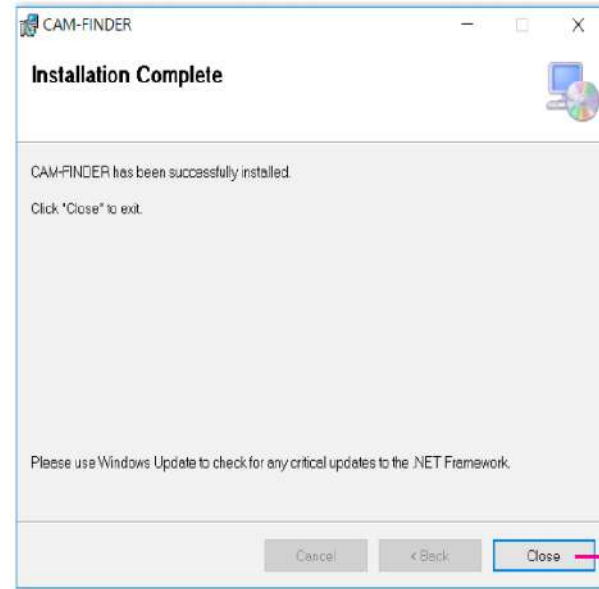 CAM-FINDER
Installation Complete
CAM-FINDER has been successfully installed.
Click "Close" to exit.
Please use Windows Update to check for any critical updates to the .NET Framework.
Cancel
< Back
Close